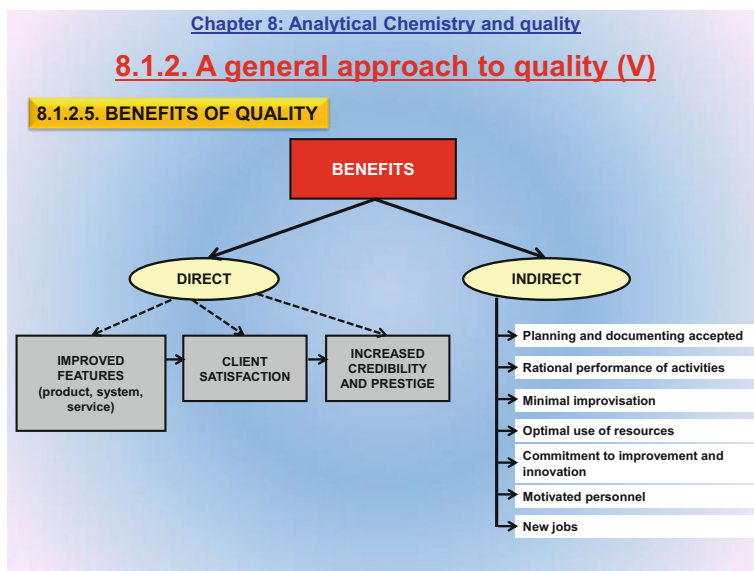 Chapter 8: Analytical Chemistry and quality
8.1.2. A general approach to quality (V)
8.1.2.5. BENEFITS OF QUALITY
BENEFITS
DIRECT
INDIRECT
IMPROVED
FEATURES
(product, system,
service)
CLIENT
SATISFACTION
INCREASED
CREDIBILITY
AND PRESTIGE
Planning and documenting accepted
Rational performance of activities
Minimal improvisation
Optimal use of resources
Commitment to improvement and
innovation
Motivated personnel
New jobs